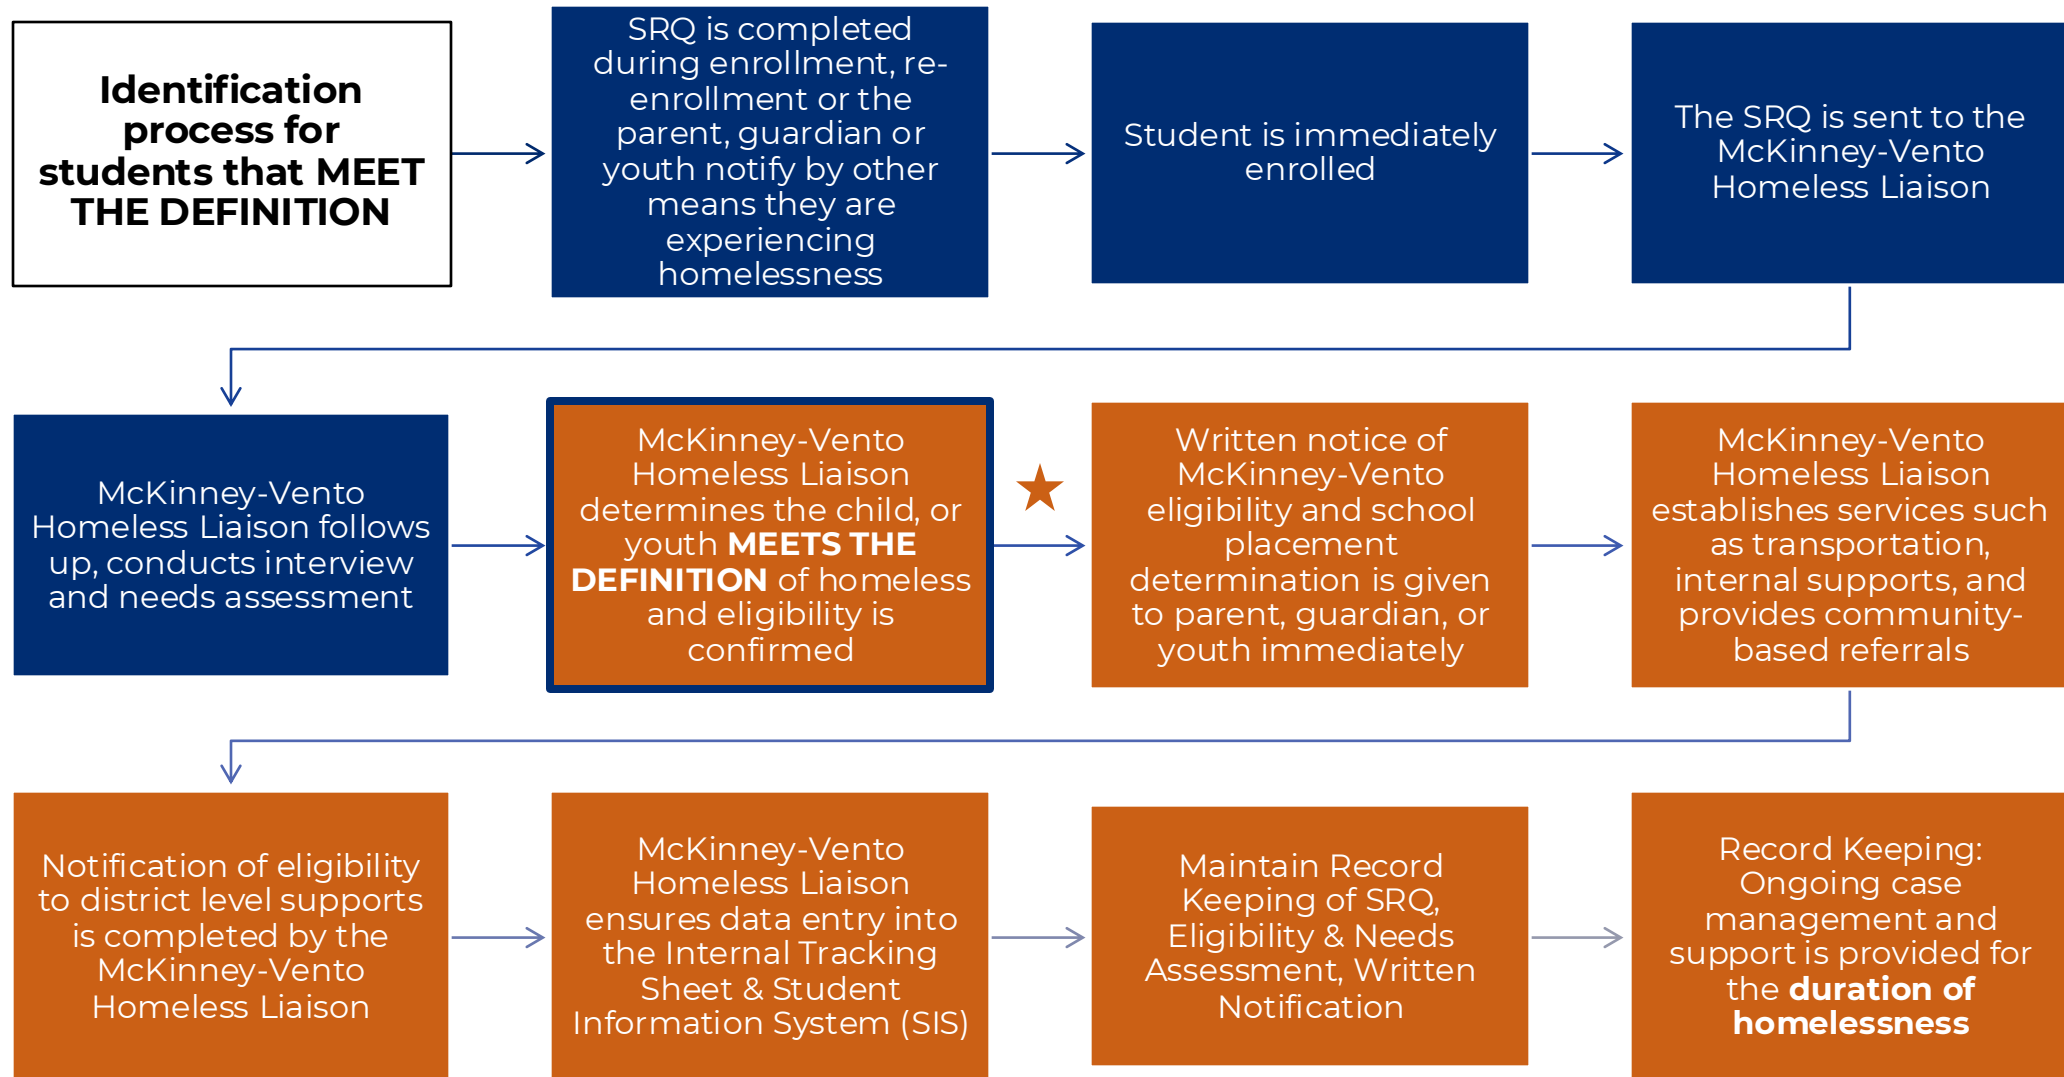 Identification
process for
students that MEET
THE DEFINITION
SRQ is completed
during enrollment, re-
enrollment or the
parent, guardian or
youth notify by other
means they are
experiencing
homelessness
Student is immediately
enrolled
The SRQ is sent to the
McKinney-Vento
Homeless Liaison
McKinney-Vento
Homeless Liaison follows
up, conducts interview
and needs assessment
McKinney-Vento
Homeless Liaison
determines the child, or
youth MEETS THE
DEFINITION of homeless
and eligibility is
confirmed
Written notice of
McKinney-Vento
eligibility and school
placement
determination is given
to parent, guardian, or
youth immediately
McKinney-Vento
Homeless Liaison
establishes services such
as transportation,
internal supports, and
provides community-
based referrals
Notification of eligibility
to district level supports
is completed by the
McKinney-Vento
Homeless Liaison
McKinney-Vento
Homeless Liaison
ensures data entry into
the Internal Tracking
Sheet & Student
Information System (SIS)
Maintain Record
Keeping of SRQ,
Eligibility & Needs
Assessment, Written
Notification
Record Keeping:
Ongoing case
management and
support is provided for
the duration of
homelessness